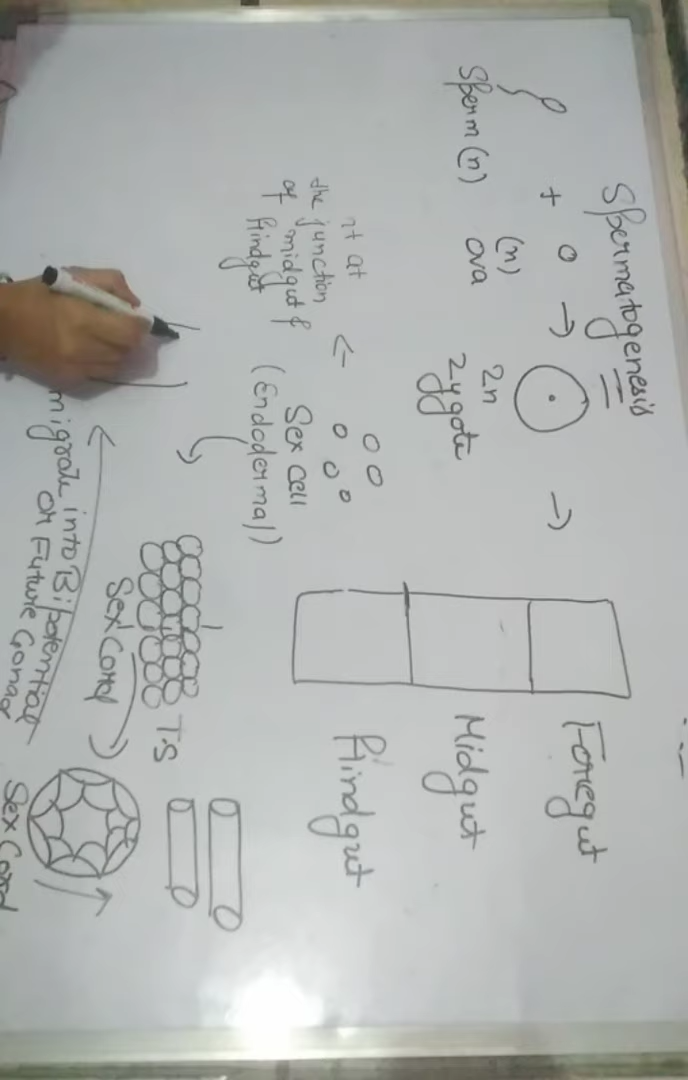 Spermatogenesis
+
→
→
Sperm (n)
(n)
ova
2n
Zygote
Foregut
Midgut
Hindgut
nt at
the junction
of midgut &
of Hindgut
←
Sex Cell
(Endodermal)
migrate into Bipotential
or Future Gonad
Sex Cord
T.S
Sex Cord